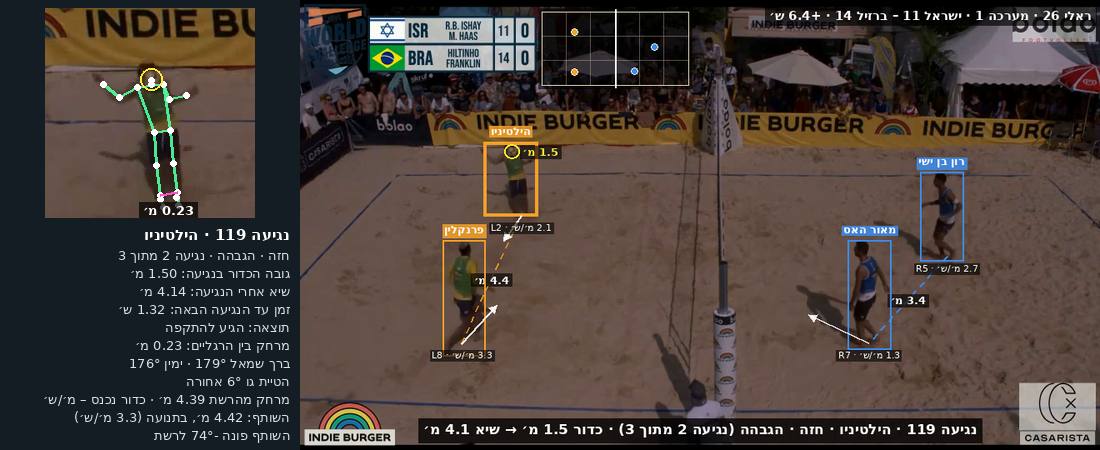 ראלי 26 · מערכה 1 · ישראל 11 – ברזיל 14 · +6.4 ש׳
bolao
WORLD
ISR R.B. ISHAY M. HAAS 11 0
BRA HILTINHO FRANKLIN 14 0
skrul
INDIE BURGER
INDIE BURGER
INDIE BURGER
bolao
bolao
CASARISTA
הילטיניו
1.5 מ׳
L2 · 2.1 מ׳/ש׳
פרנקלין
4.4 מ׳
L8 · 3.3 מ׳/ש׳
רון בן ישי
R5 · 2.7 מ׳/ש׳
מאור האס
3.4 מ׳
R7 · 1.3 מ׳/ש׳
0.23 מ׳
נגיעה 119 · הילטיניו
חזה · הגבהה · נגיעה 2 מתוך 3
גובה הכדור בנגיעה: 1.50 מ׳
שיא אחרי הנגיעה: 4.14 מ׳
זמן עד הנגיעה הבאה: 1.32 ש׳
תוצאה: הגיע להתקפה
מרחק בין הרגליים: 0.23 מ׳
ברך שמאל 179° · ימין 176°
הטיית גו 6° אחורה
מרחק מהרשת 4.39 מ׳ · כדור נכנס – מ׳/ש׳
השותף: 4.42 מ׳, בתנועה (3.3 מ׳/ש׳)
השותף פונה -74° לרשת
INDIE BURGER
נגיעה 119 · הילטיניו · חזה · הגבהה (נגיעה 2 מתוך 3) · כדור 1.5 מ׳ → שיא 4.1 מ׳
CASARISTA